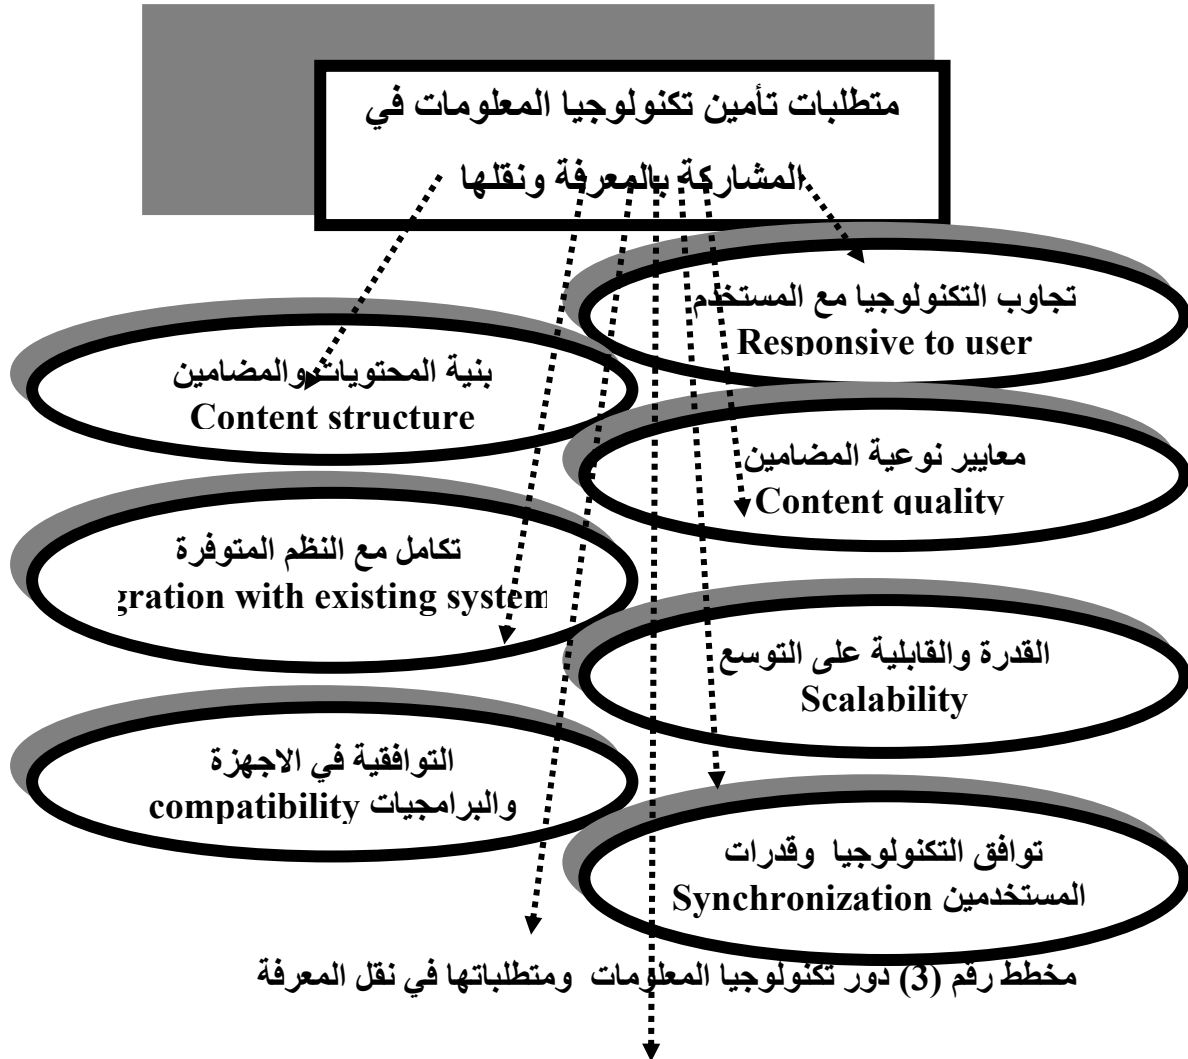 متطلبات تأمين تكنولوجيا المعلومات في
المشاركة بالمعرفة ونقلها
تجاوب التكنولوجيا مع المستخدم
Responsive to user
بنية المحتويات والمضامين
Content structure
معايير نوعية المضامين
Content quality
تكامل مع النظم المتوفرة
gration with existing system
القدرة والقابلية على التوسع
Scalability
التوافقية في الاجهزة
والبرامجيات compatibility
توافق التكنولوجيا وقدرات
المستخدمين Synchronization
مخطط رقم (3) دور تكنولوجيا المعلومات ومتطلباتها في نقل المعرفة